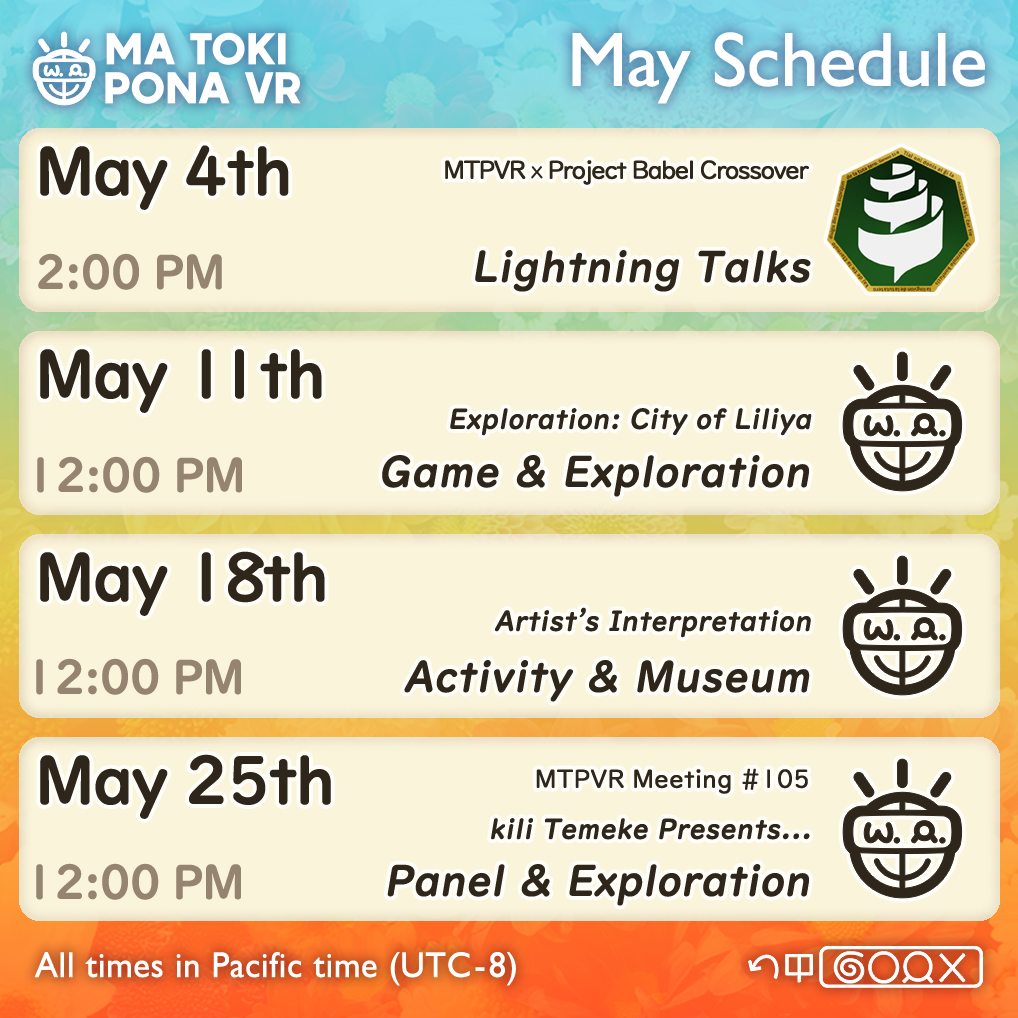 MA TOKI
PONA VR
May Schedule
May 4th
MTPVR x Project Babel Crossover
2:00 PM
Lightning Talks
May 11th
Exploration: City of Liliya
12:00 PM
Game & Exploration
w. a.
May 18th
Artist's Interpretation
12:00 PM
Activity & Museum
w. a.
May 25th
MTPVR Meeting #105
kili Temeke Presents...
12:00 PM
Panel & Exploration
w. a.
All times in Pacific time (UTC-8)